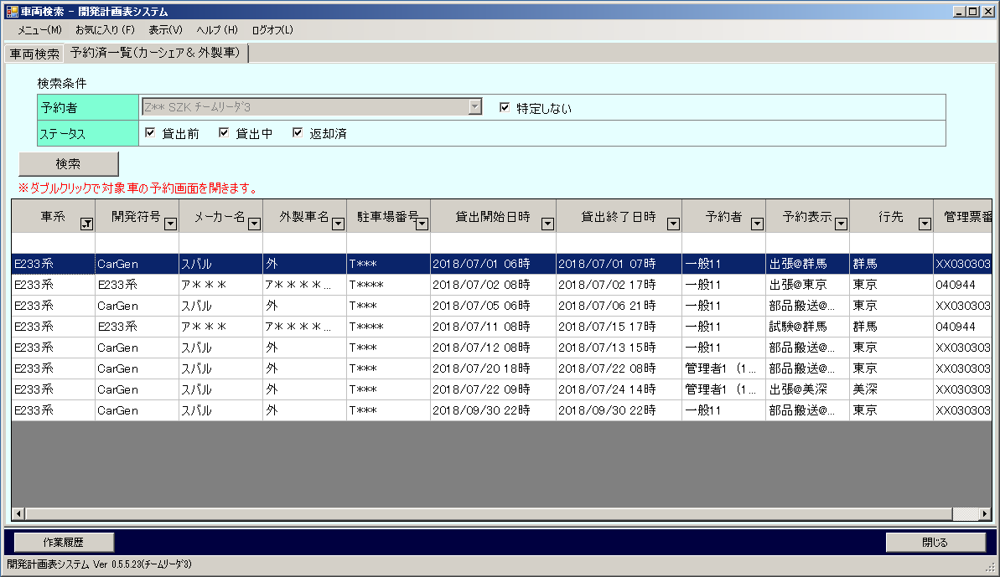 車両検索 - 開発計画表システム
メニュー(M) お気に入り (F) 表示(V) ヘルプ (H) ログオフ(L)
車両検索 予約済一覧(カーシェア＆外製車)
検索条件
予約者 Z** SZK チームリーダ3 特定しない
ステータス 貸出前 貸出中 返却済
検索
※ダブルクリックで対象車の予約画面を開きます。
車系 開発符号 メーカー名 外製車名 駐車場番号 貸出開始日時 貸出終了日時 予約者 予約表示 行先 管理票番
E233系 CarGen スバル 外 T*** 2018/07/01 06時 2018/07/01 07時 一般11 出張@群馬 群馬 XX030303
E233系 E233系 ア＊＊＊ ア＊＊＊＊... T**** 2018/07/02 08時 2018/07/02 17時 一般11 出張@東京 東京 040944
E233系 CarGen スバル 外 T*** 2018/07/05 06時 2018/07/06 21時 一般11 部品搬送@... 東京 XX030303
E233系 E233系 ア＊＊＊ ア＊＊＊＊... T**** 2018/07/11 08時 2018/07/15 17時 一般11 試験@群馬 群馬 040944
E233系 CarGen スバル 外 T*** 2018/07/12 08時 2018/07/13 15時 一般11 部品搬送@... 東京 XX030303
E233系 CarGen スバル 外 T*** 2018/07/20 18時 2018/07/22 08時 管理者1 (1... 部品搬送@... 東京 XX030303
E233系 CarGen スバル 外 T*** 2018/07/22 09時 2018/07/24 14時 管理者1 (1... 出張@美深 美深 XX030303
E233系 CarGen スバル 外 T*** 2018/09/30 22時 2018/09/30 22時 一般11 部品搬送@... 東京 XX030303
作業履歴 閉じる
開発計画表システム Ver 0.5.5.23(チームリーダ3)